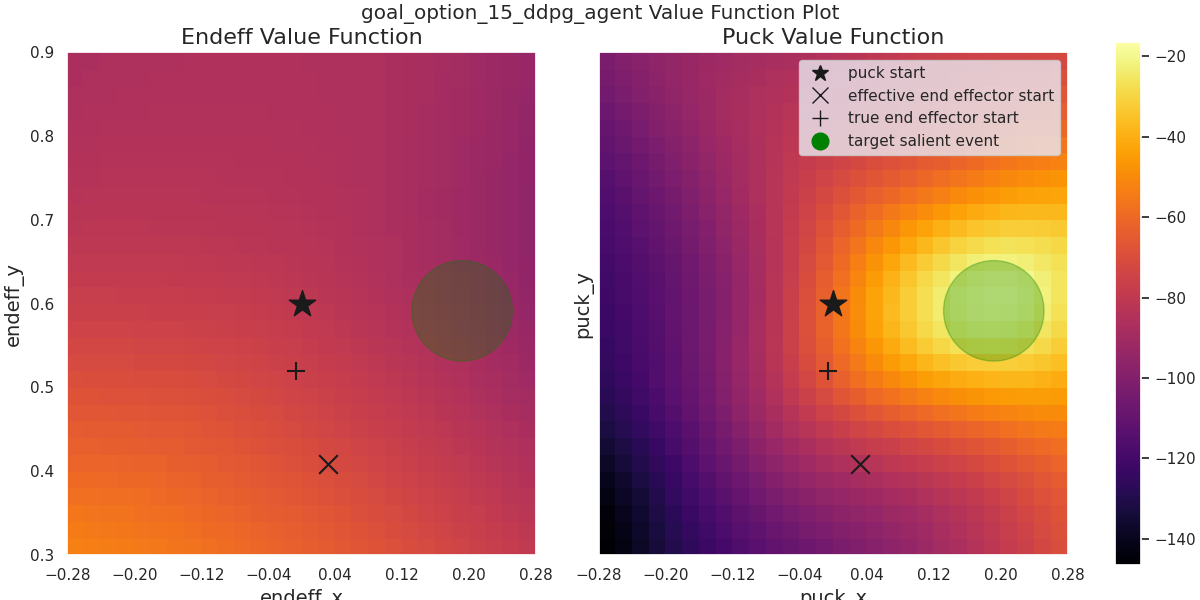 goal_option_15_ddpg_agent Value Function Plot
Endeff Value Function
endeff_y
0.9
0.8
0.7
0.6
0.5
0.4
0.3
−0.28 −0.20 −0.12 −0.04 0.04 0.12 0.20 0.28
endeff_x
Puck Value Function
puck start
effective end effector start
true end effector start
target salient event
puck_y
−0.28 −0.20 −0.12 −0.04 0.04 0.12 0.20 0.28
puck_x
−20
−40
−60
−80
−100
−120
−140